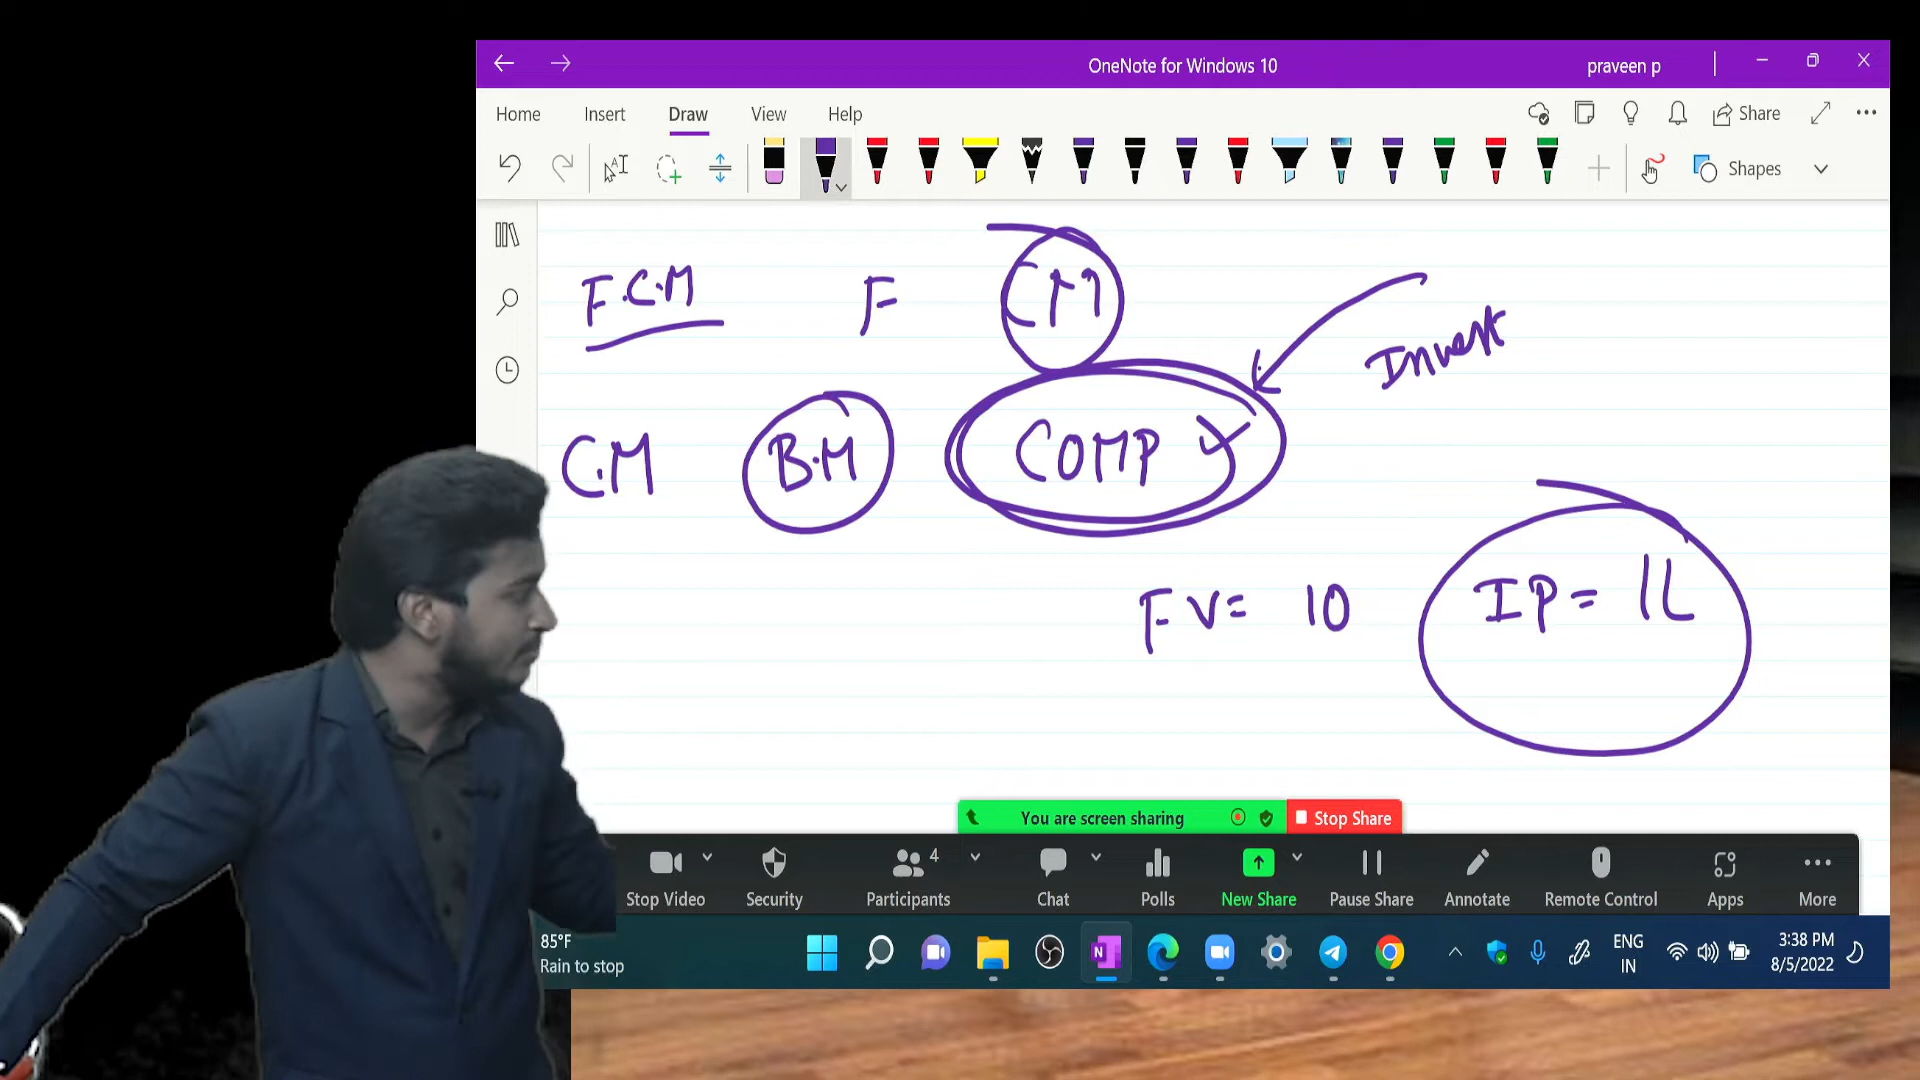 OneNote for Windows 10
praveen p
Home Insert Draw View Help
Share
Shapes
F.C.M F
Invest
C.M B.M COMP
FV= 10 IP= 1L
You are screen sharing
Stop Share
4
Stop Video Security Participants Chat Polls New Share Pause Share Annotate Remote Control Apps More
85°F
Rain to stop
ENG
IN
3:38 PM
8/5/2022